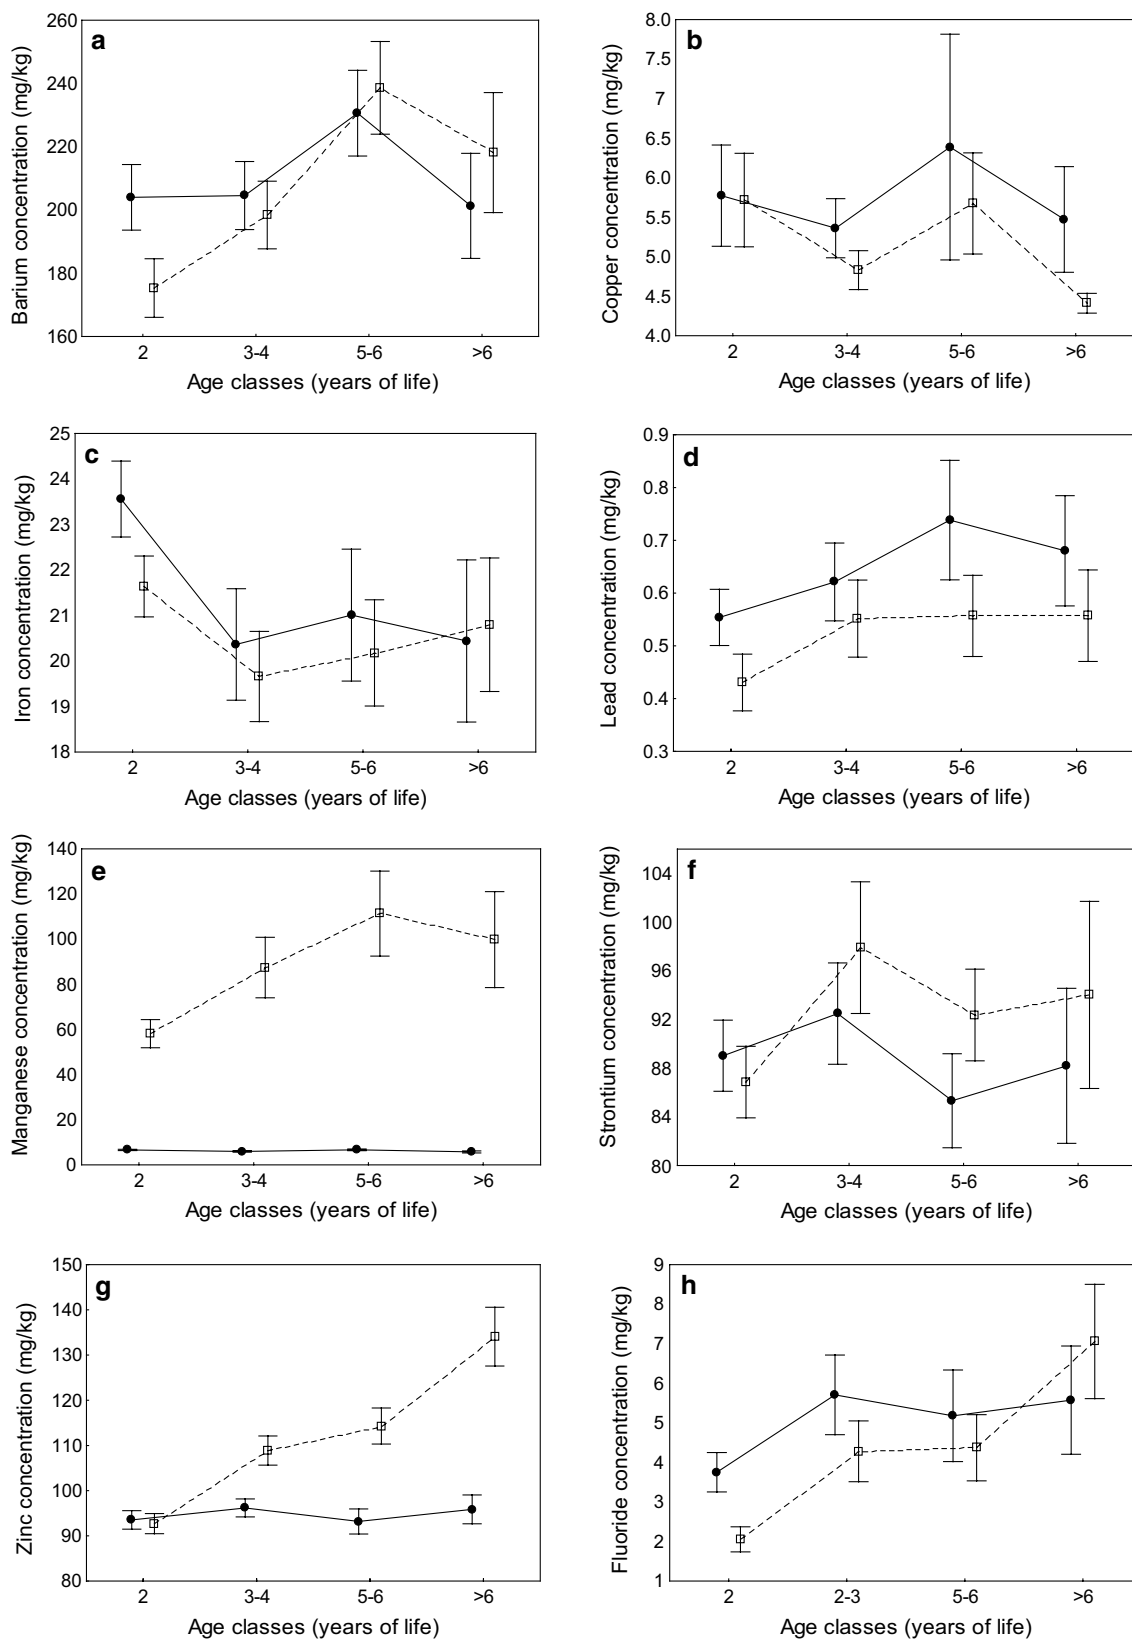 a
Barium concentration (mg/kg)
260
240
220
200
180
160
2 3-4 5-6 >6
Age classes (years of life)
b
Copper concentration (mg/kg)
8.0
7.5
7
6.5
6.0
5.5
5.0
4.5
4.0
2 3-4 5-6 >6
Age classes (years of life)
c
Iron concentration (mg/kg)
25
24
23
22
21
20
19
18
2 3-4 5-6 >6
Age classes (years of life)
d
Lead concentration (mg/kg)
0.9
0.8
0.7
0.6
0.5
0.4
0.3
2 3-4 5-6 >6
Age classes (years of life)
e
Manganese concentration (mg/kg)
140
120
100
80
60
40
20
0
2 3-4 5-6 >6
Age classes (years of life)
f
Strontium concentration (mg/kg)
104
100
96
92
88
84
80
2 3-4 5-6 >6
Age classes (years of life)
g
Zinc concentration (mg/kg)
150
140
130
120
110
100
90
80
2 3-4 5-6 >6
Age classes (years of life)
h
Fluoride concentration (mg/kg)
9
8
7
6
5
4
3
2
1
2 2-3 5-6 >6
Age classes (years of life)